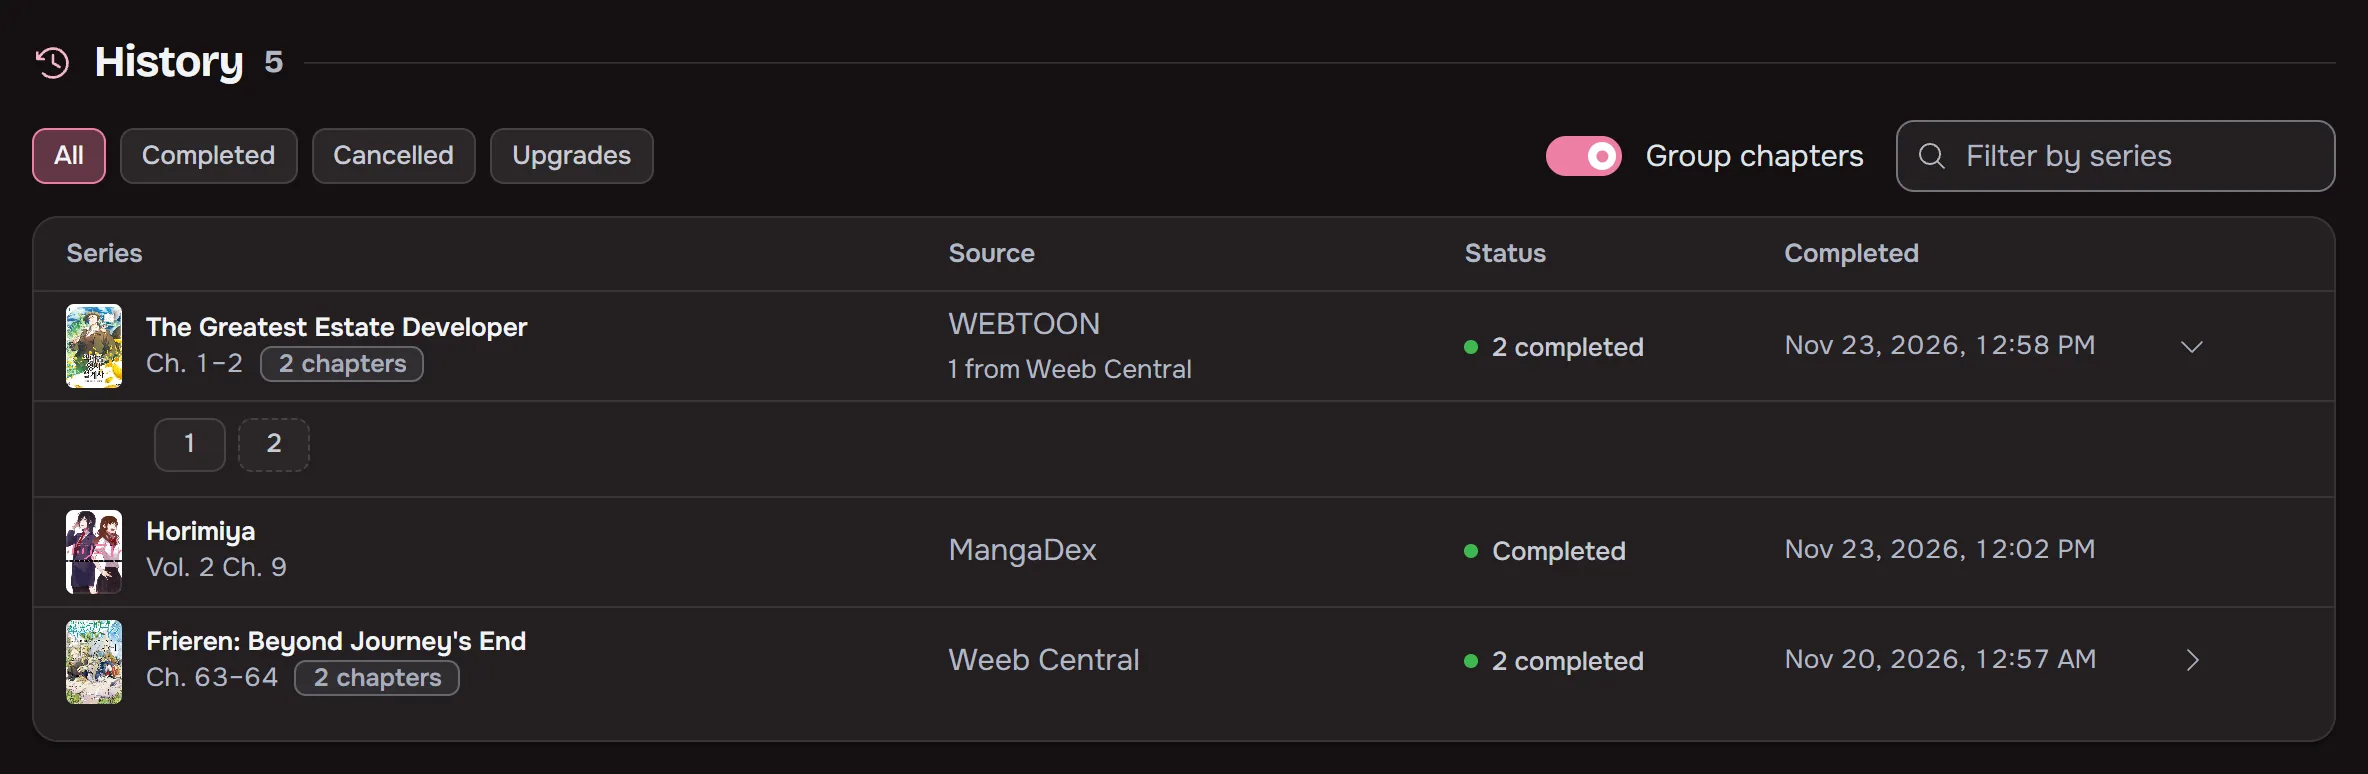 History 5
All Completed Cancelled Upgrades Group chapters Filter by series
Series Source Status Completed
The Greatest Estate Developer
Ch. 1–2 2 chapters
WEBTOON
1 from Weeb Central
2 completed
Nov 23, 2026, 12:58 PM
1 2
Horimiya
Vol. 2 Ch. 9
MangaDex
Completed
Nov 23, 2026, 12:02 PM
Frieren: Beyond Journey's End
Ch. 63–64 2 chapters
Weeb Central
2 completed
Nov 20, 2026, 12:57 AM